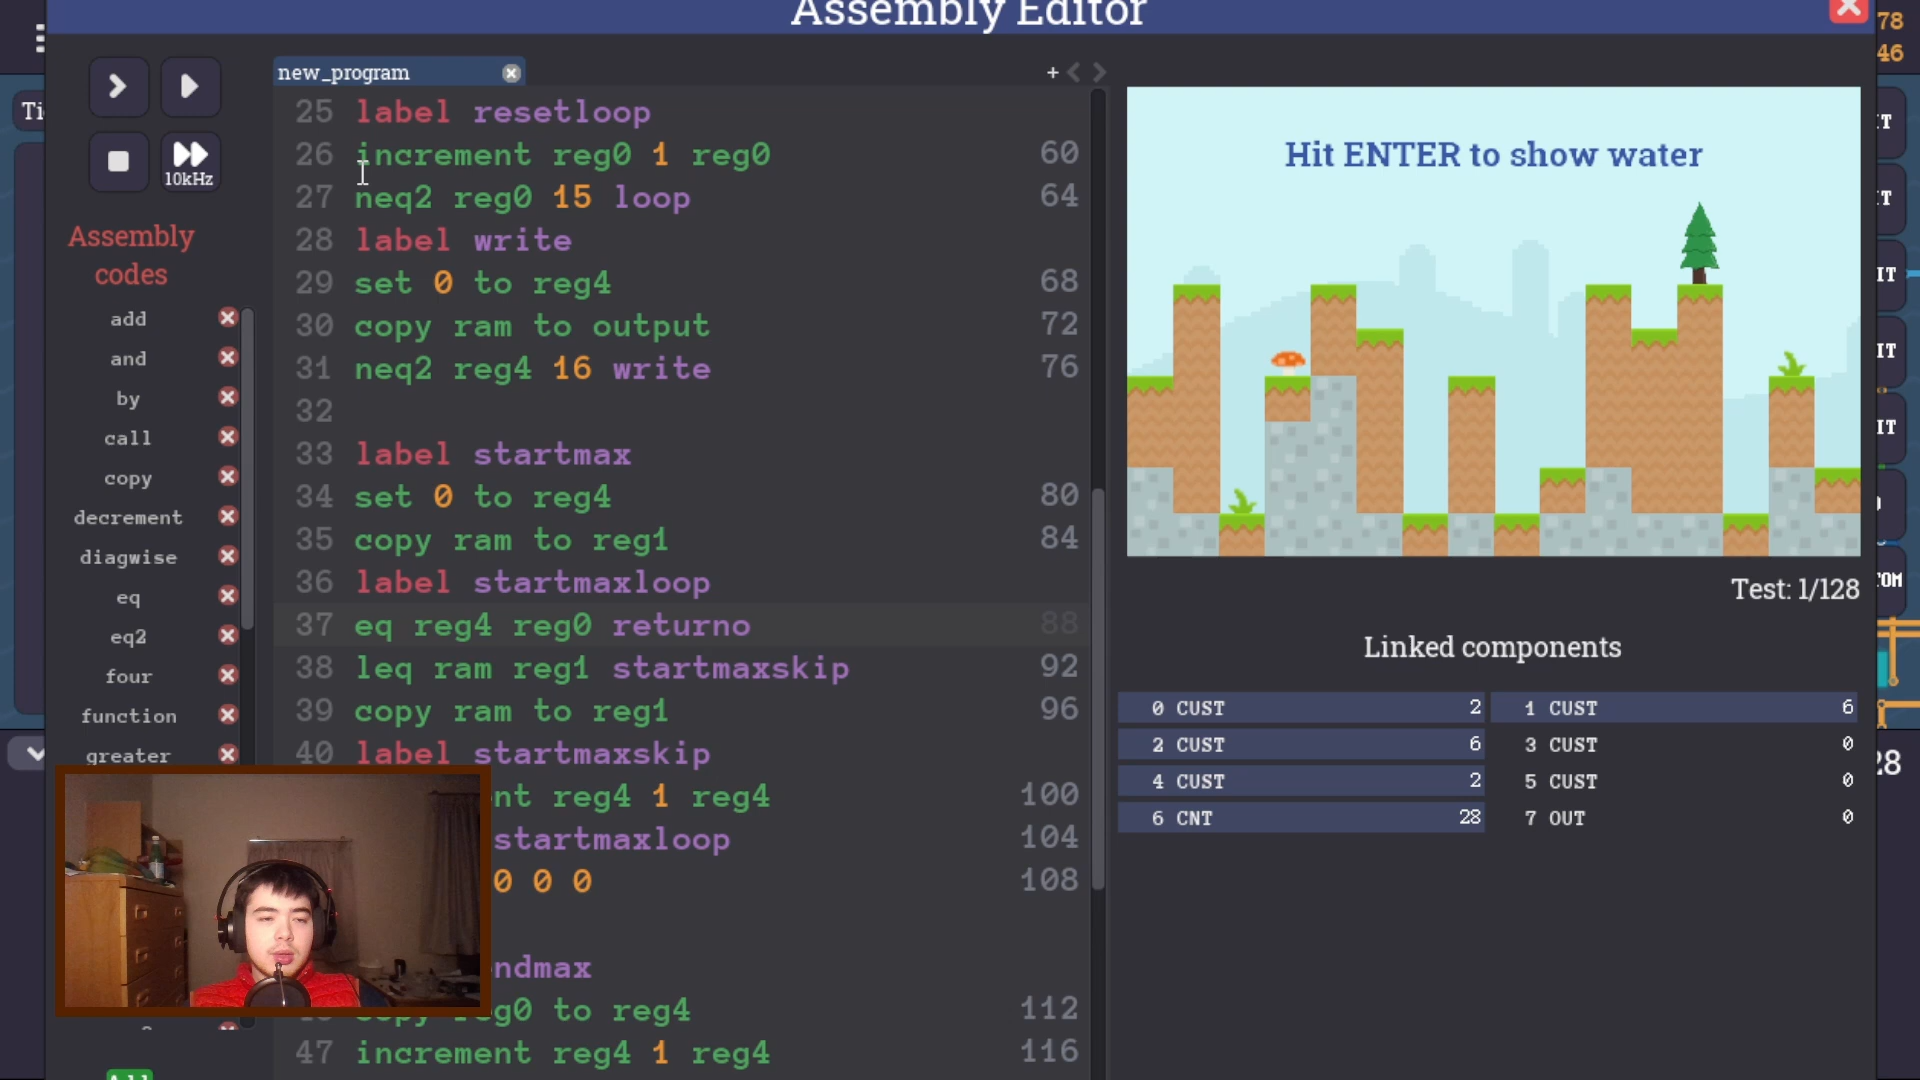 Assembly Editor
78
46
new_program
+
10kHz
Assembly
codes
add
and
by
call
copy
decrement
diagwise
eq
eq2
four
function
greater
25 label resetloop
26 increment reg0 1 reg0 60
27 neq2 reg0 15 loop 64
28 label write
29 set 0 to reg4 68
30 copy ram to output 72
31 neq2 reg4 16 write 76
32
33 label startmax
34 set 0 to reg4 80
35 copy ram to reg1 84
36 label startmaxloop
37 eq reg4 reg0 returno 88
38 leq ram reg1 startmaxskip 92
39 copy ram to reg1 96
40 label startmaxskip
nt reg4 1 reg4 100
startmaxloop 104
0 0 0 108
ndmax
reg0 to reg4 112
47 increment reg4 1 reg4 116
Hit ENTER to show water
Test: 1/128
Linked components
0 CUST 2 1 CUST 6
2 CUST 6 3 CUST 0
4 CUST 2 5 CUST 0
6 CNT 28 7 OUT 0